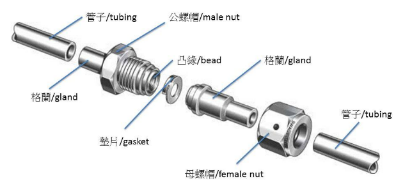 管子/tubing
公螺帽/male nut
凸緣/bead
格蘭/gland
管子/tubing
格蘭/gland
墊片/gasket
母螺帽/female nut